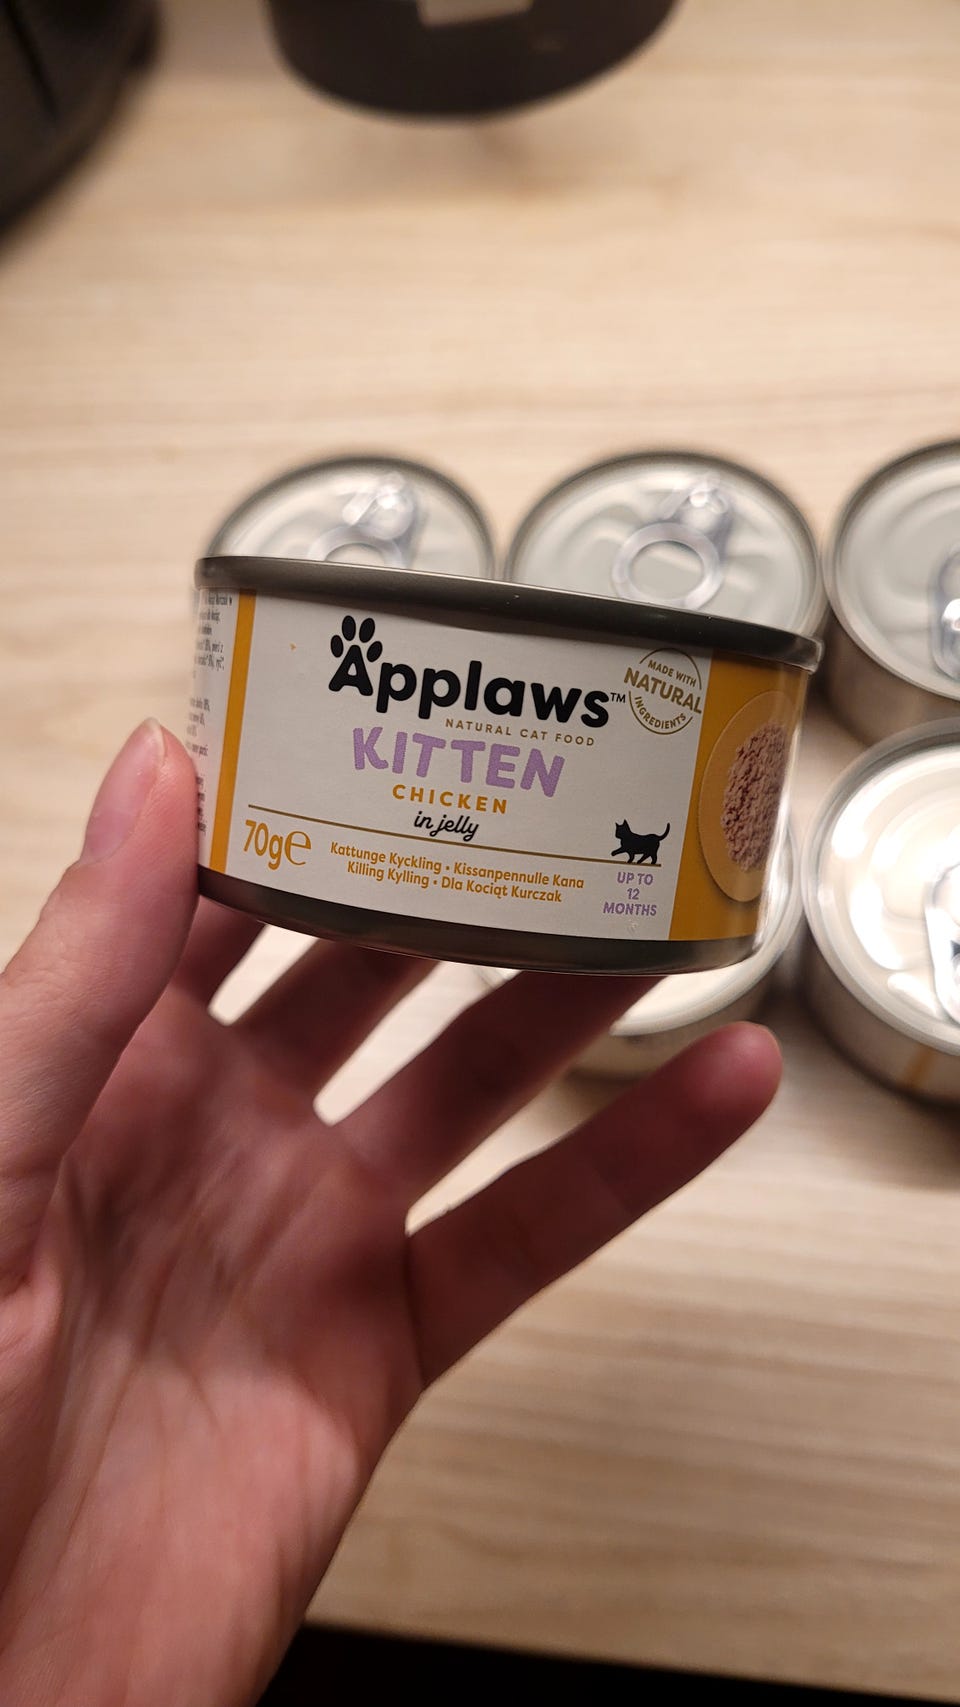 Applaws™
NATURAL CAT FOOD
MADE WITH
NATURAL
INGREDIENTS
KITTEN
CHICKEN
in jelly
70g℮
Kattunge Kyckling • Kissanpennulle Kana
Killing Kylling • Dla Kociąt Kurczak
UP TO
12
MONTHS